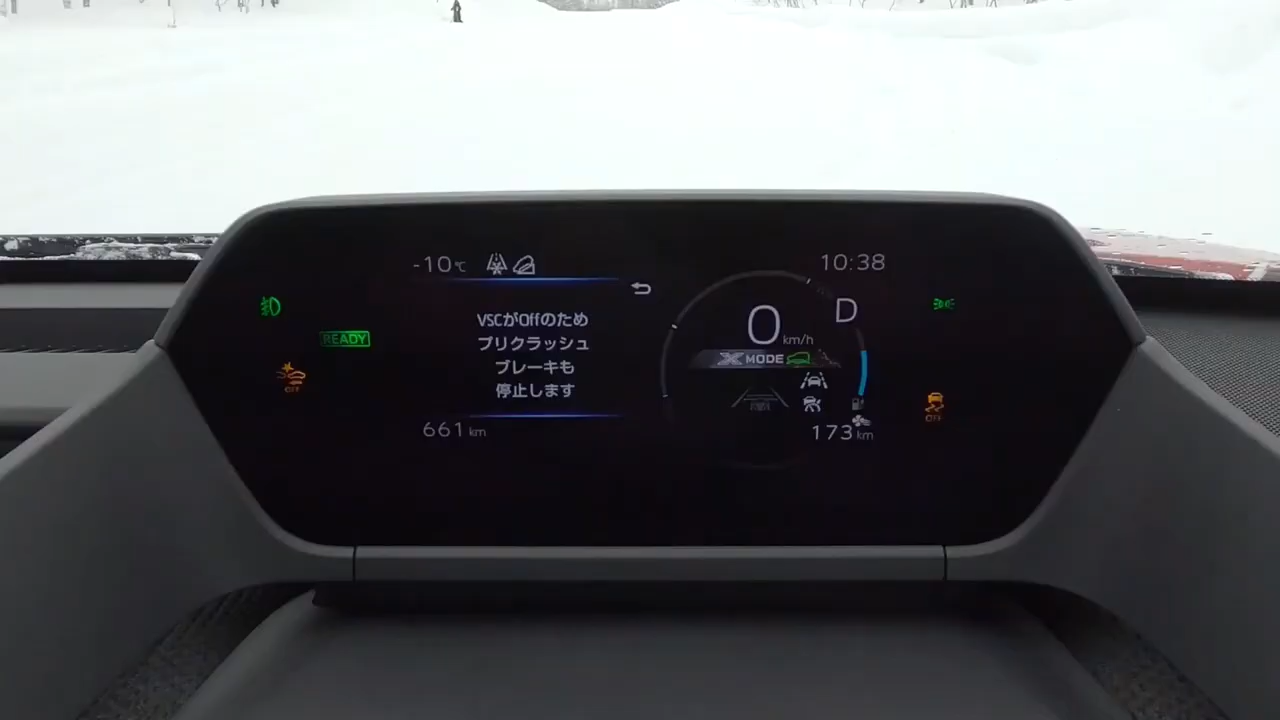 -10℃
10:38
D
0 km/h
READY
VSCがOffのため
プリクラッシュ
ブレーキも
停止します
X MODE
OFF
OFF
661 km
173 km